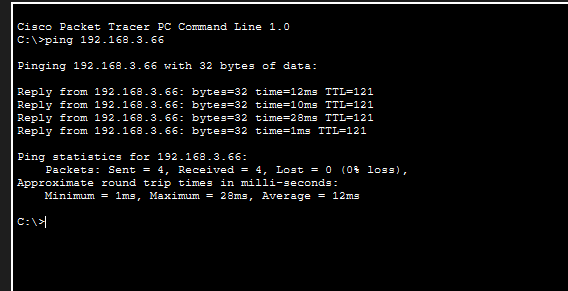 Cisco Packet Tracer PC Command Line 1.0
C:\>ping 192.168.3.66
Pinging 192.168.3.66 with 32 bytes of data:
Reply from 192.168.3.66: bytes=32 time=12ms TTL=121
Reply from 192.168.3.66: bytes=32 time=10ms TTL=121
Reply from 192.168.3.66: bytes=32 time=28ms TTL=121
Reply from 192.168.3.66: bytes=32 time=1ms TTL=121
Ping statistics for 192.168.3.66:
Packets: Sent = 4, Received = 4, Lost = 0 (0% loss),
Approximate round trip times in milli-seconds:
Minimum = 1ms, Maximum = 28ms, Average = 12ms
C:\>